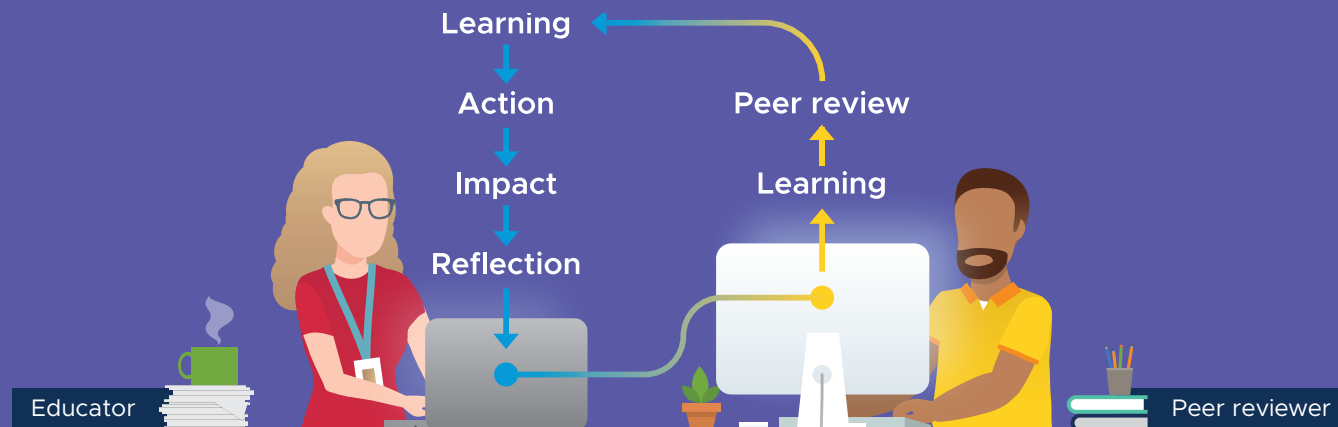 Learning
Action
Impact
Reflection
Peer review
Learning
Educator
Peer reviewer